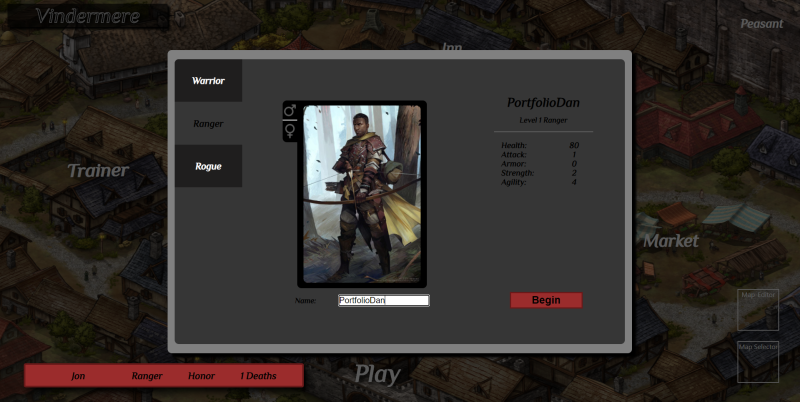 Vindermere
Peasant
Inn
Warrior
Ranger
Rogue
PortfolioDan
Level 1 Ranger
Health: 80
Attack: 1
Armor: 0
Strength: 2
Agility: 4
Trainer
Market
Name: PortfolioDan
Begin
Map Editor
Map Selector
Jon Ranger Honor 1 Deaths
Play